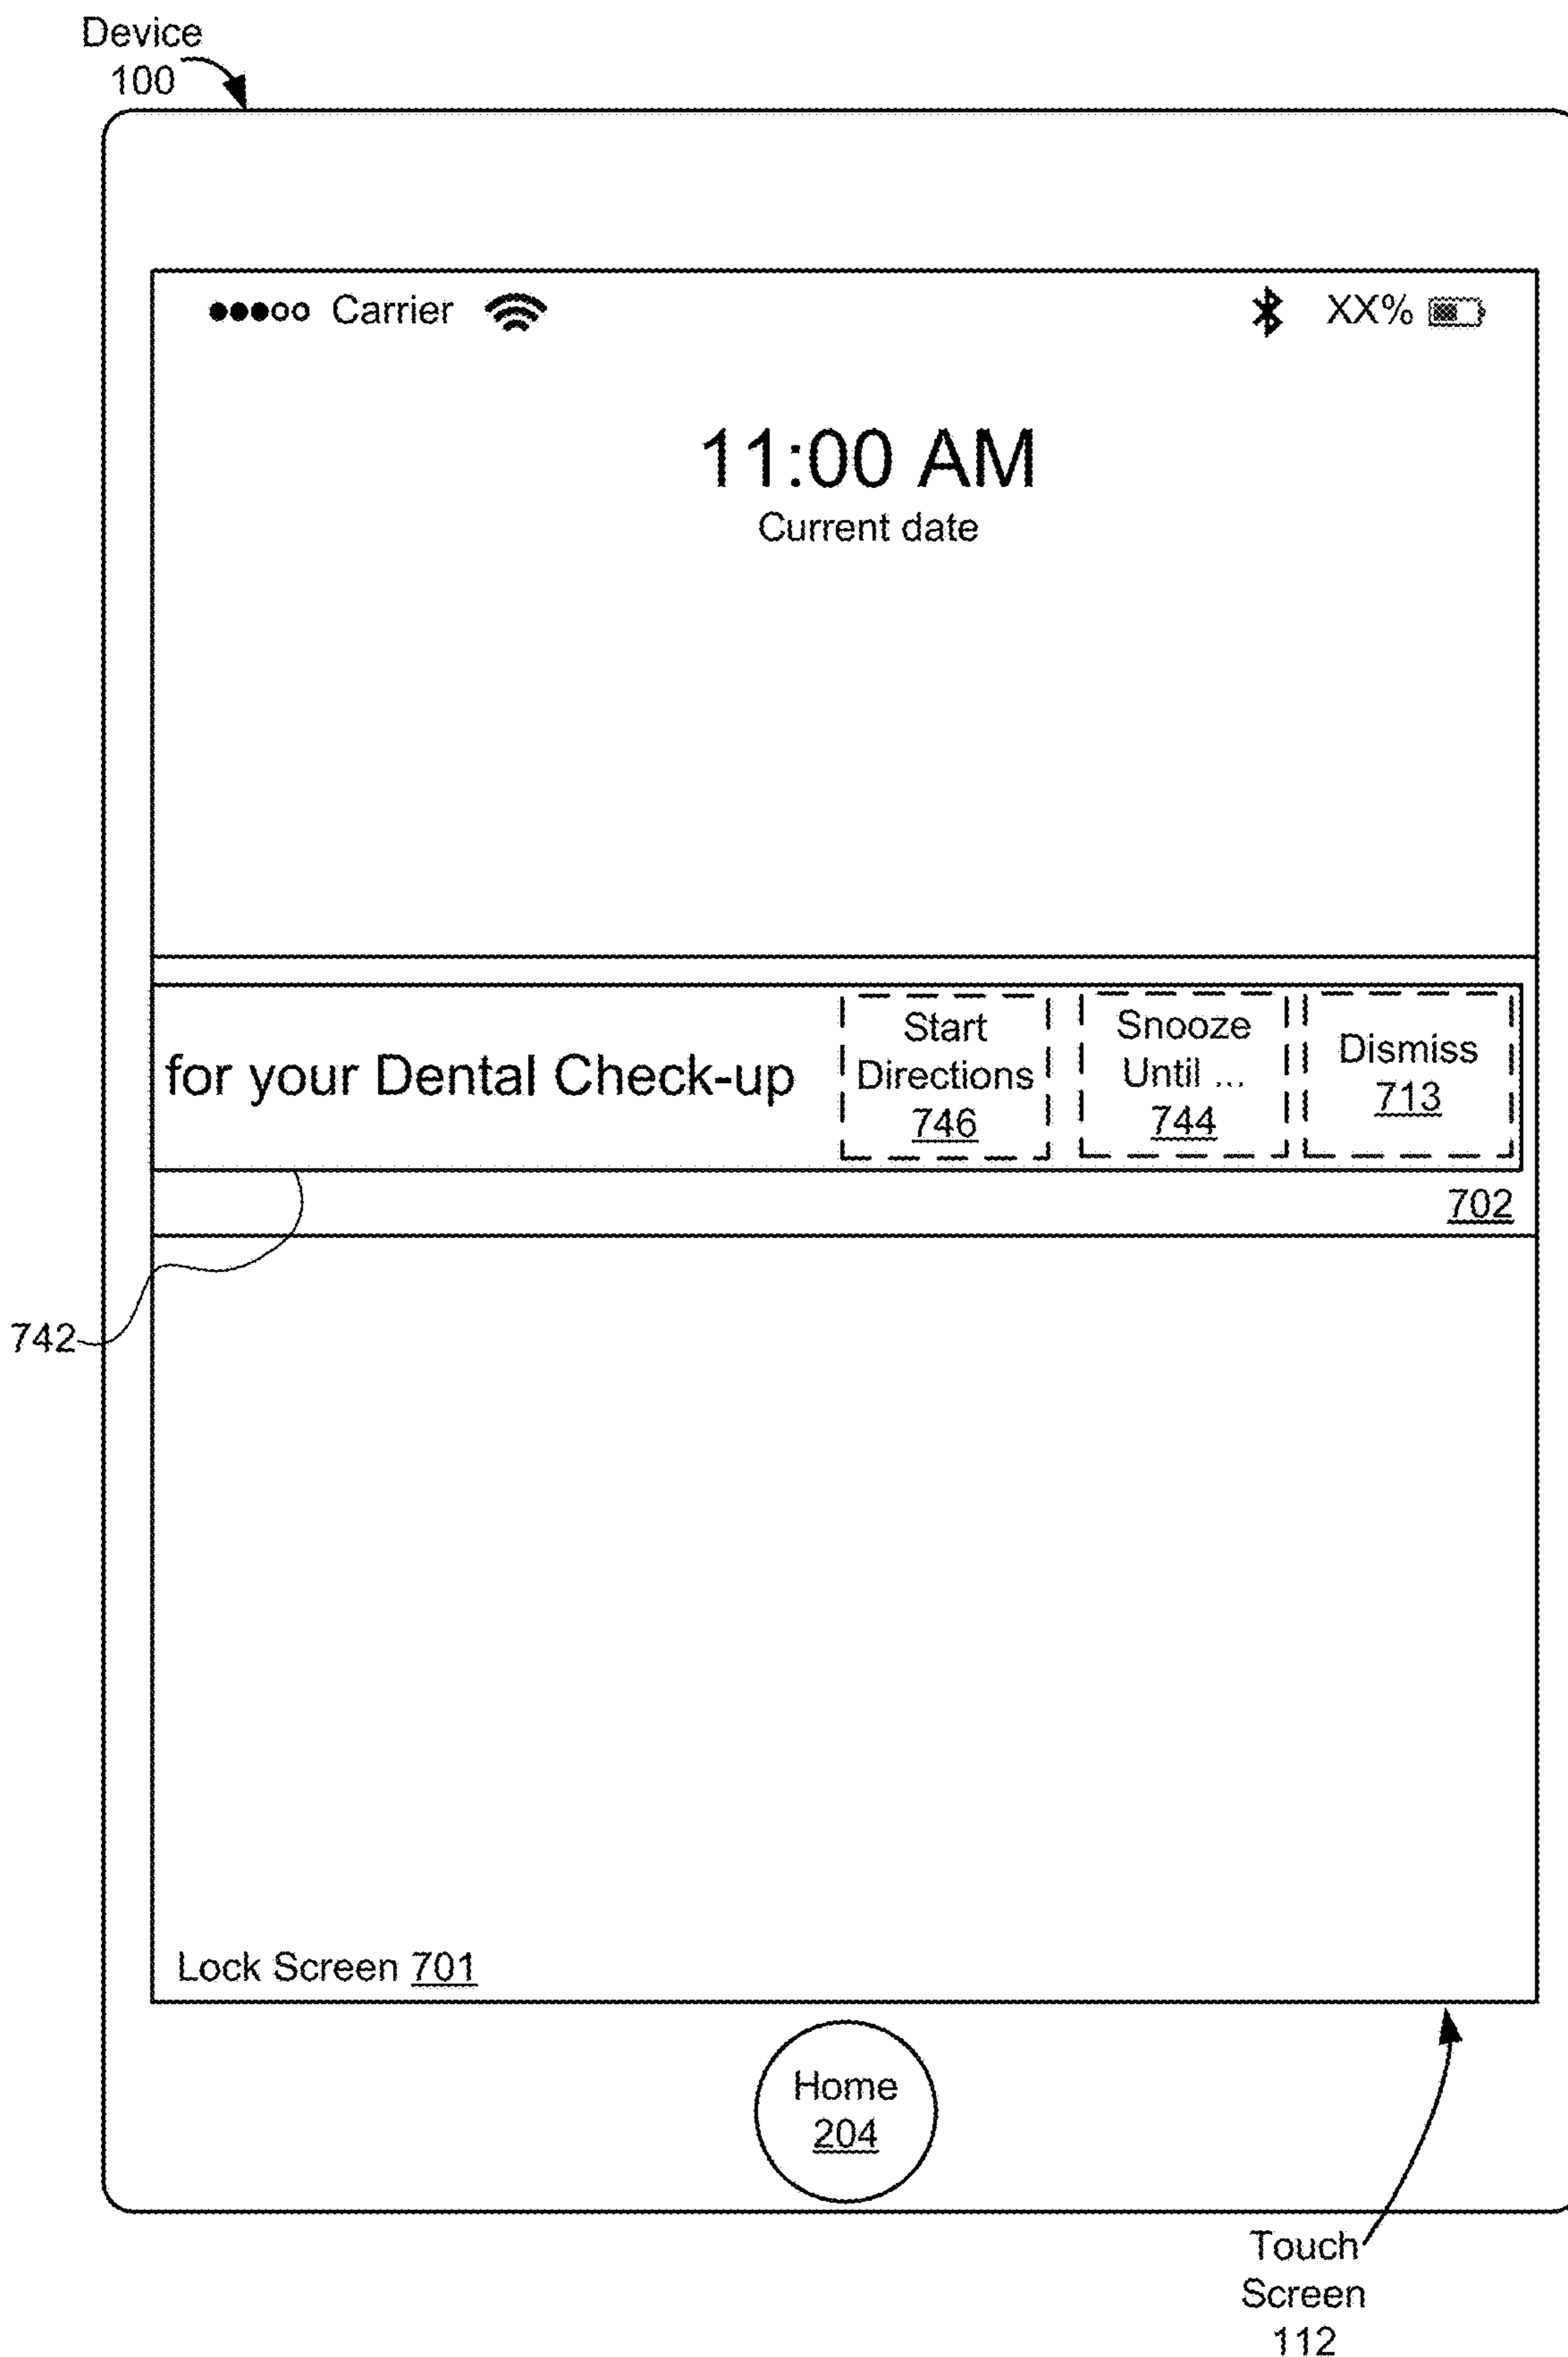 Device
100
Carrier
XX%
11:00 AM
Current date
for your Dental Check-up
Start
Directions
746
Snooze
Until ...
744
Dismiss
713
702
742
Lock Screen 701
Home
204
Touch
Screen
112